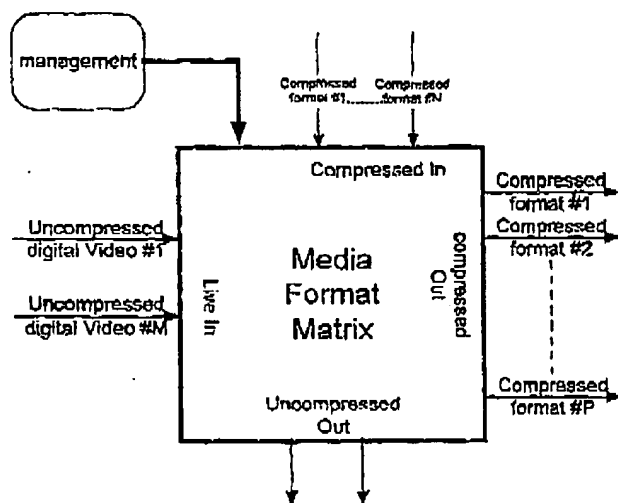 management
Compressed
format #1
Compressed
format #N
Compressed In
Uncompressed
digital Video #1
Uncompressed
digital Video #M
Live In
Media
Format
Matrix
compressed
Out
Compressed
format #1
Compressed
format #2
Compressed
format #P
Uncompressed
Out